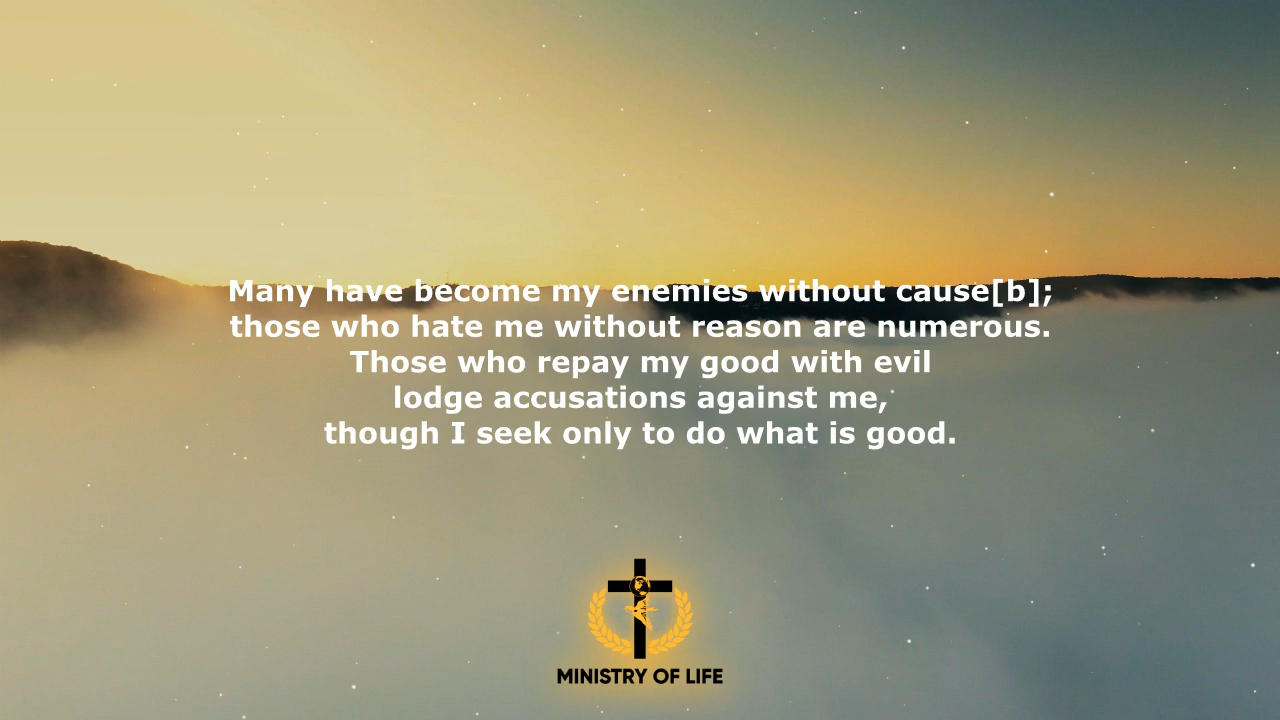 Many have become my enemies without cause[b];
those who hate me without reason are numerous.
Those who repay my good with evil
lodge accusations against me,
though I seek only to do what is good.
MINISTRY OF LIFE